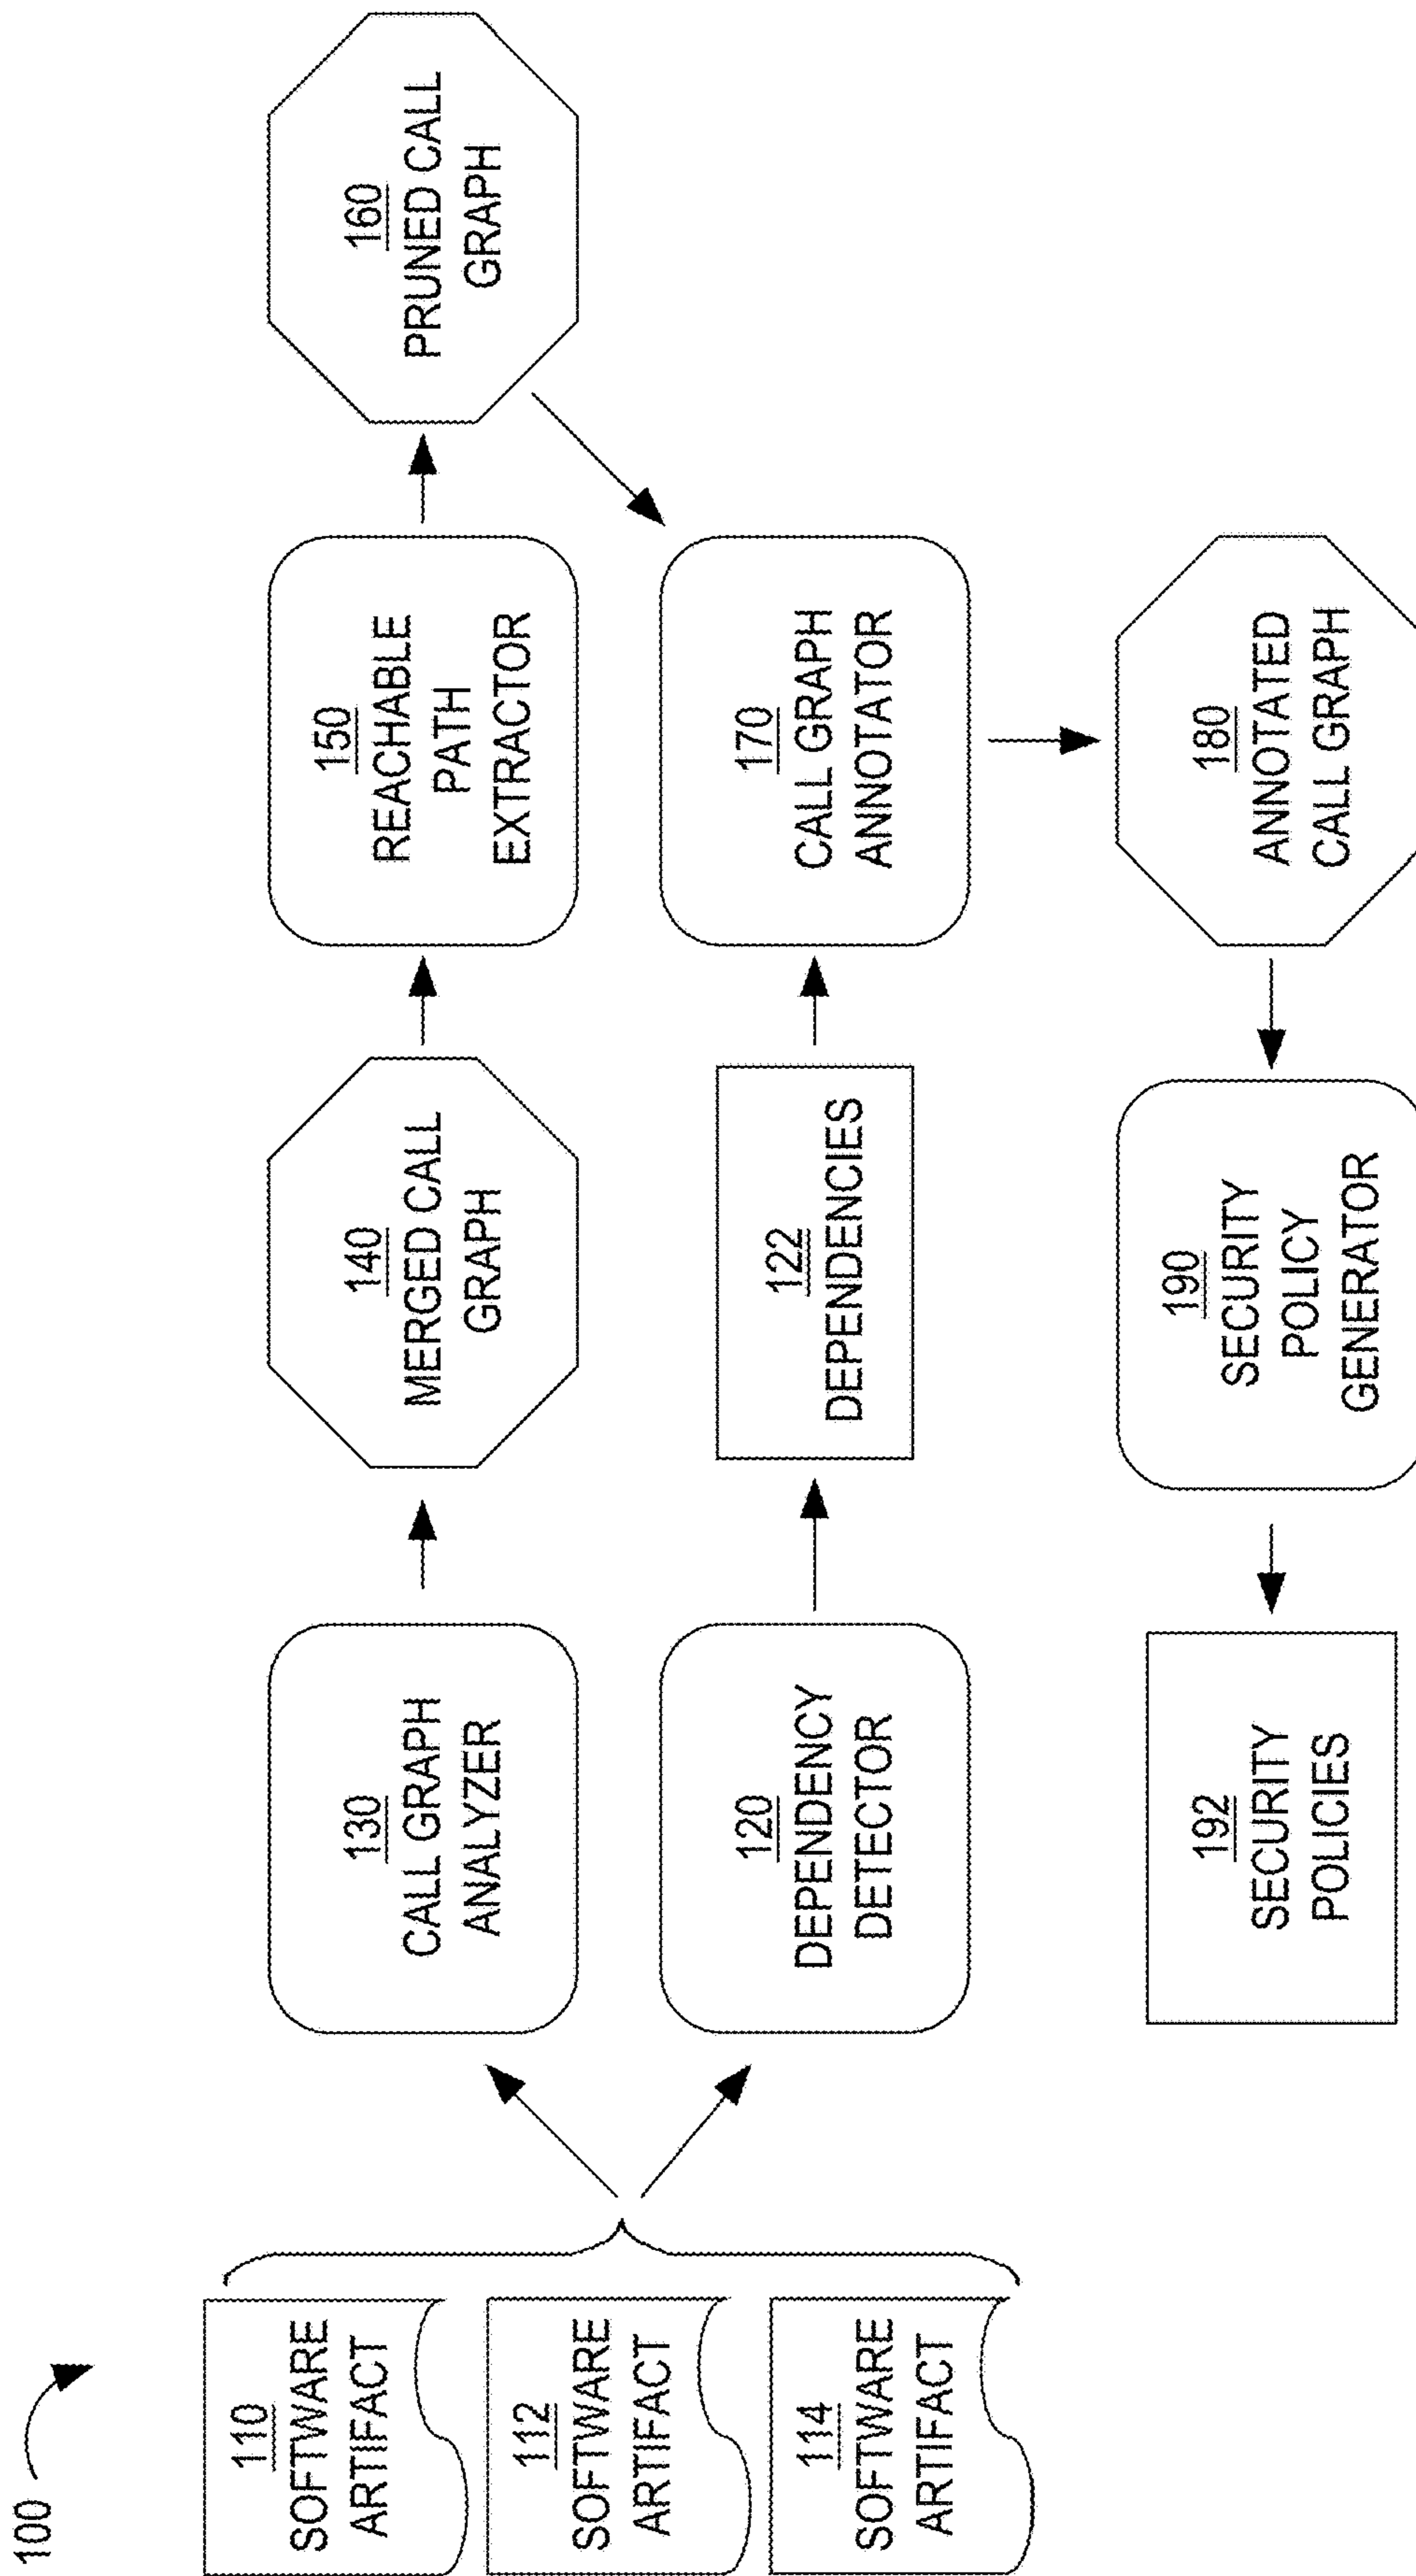 100
110
SOFTWARE
ARTIFACT
112
SOFTWARE
ARTIFACT
114
SOFTWARE
ARTIFACT
130
CALL GRAPH
ANALYZER
140
MERGED CALL
GRAPH
150
REACHABLE
PATH
EXTRACTOR
160
PRUNED CALL
GRAPH
120
DEPENDENCY
DETECTOR
122
DEPENDENCIES
170
CALL GRAPH
ANNOTATOR
192
SECURITY
POLICIES
190
SECURITY
POLICY
GENERATOR
180
ANNOTATED
CALL GRAPH